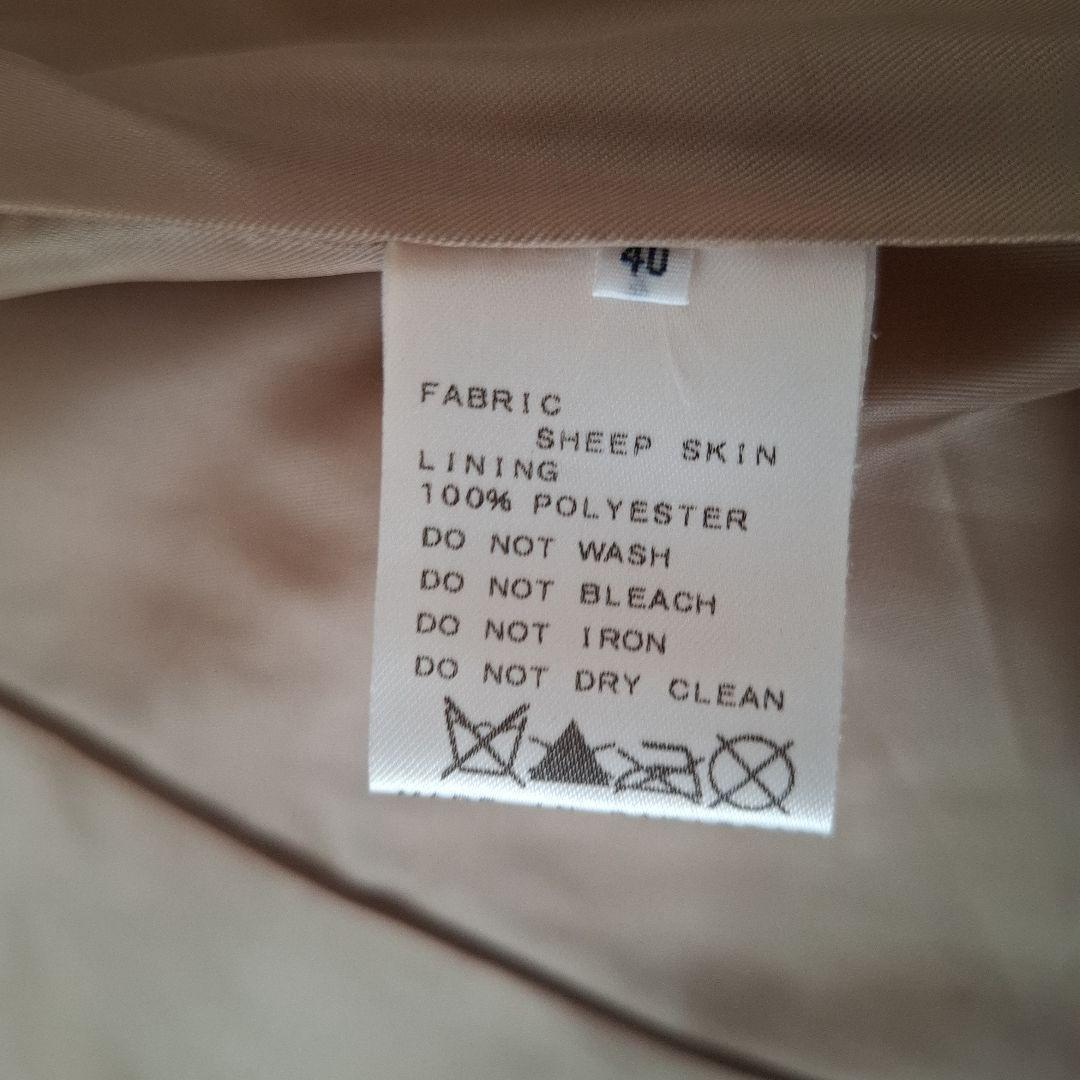 40
FABRIC
SHEEP SKIN
LINING
100% POLYESTER
DO NOT WASH
DO NOT BLEACH
DO NOT IRON
DO NOT DRY CLEAN